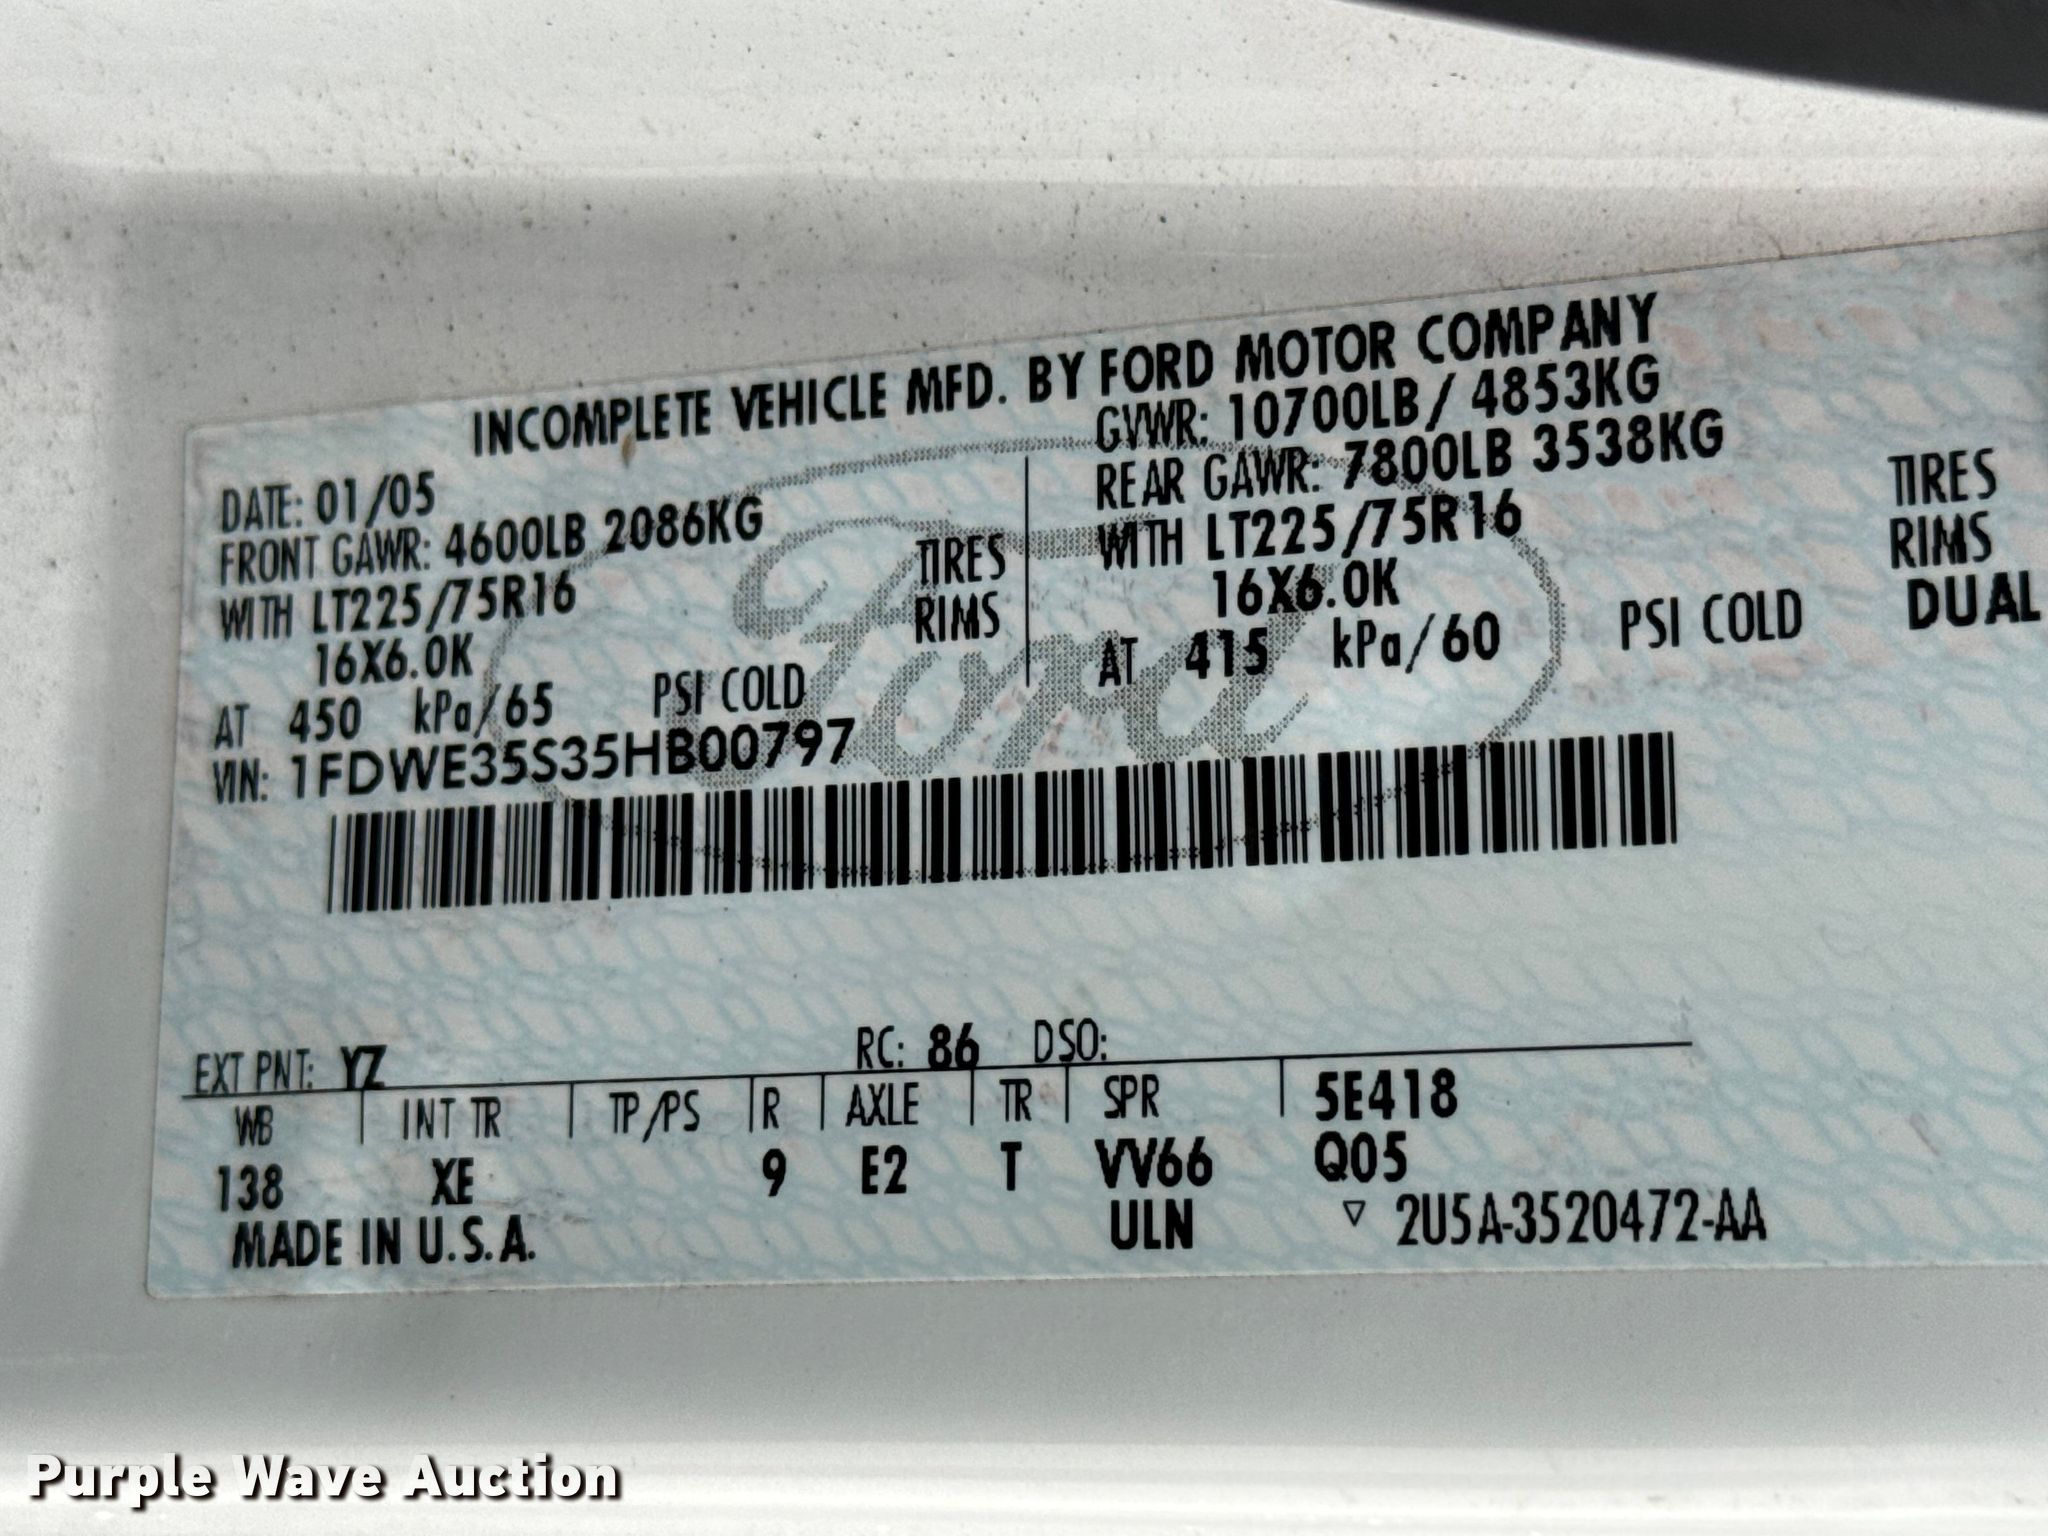 INCOMPLETE VEHICLE MFD. BY FORD MOTOR COMPANY
DATE: 01/05
GVWR: 10700LB / 4853KG
FRONT GAWR: 4600LB 2086KG
REAR GAWR: 7800LB 3538KG
WITH LT225/75R16 TIRES
WITH LT225/75R16 TIRES
16X6.0K RIMS
16X6.0K RIMS
AT 450 kPa/65 PSI COLD
AT 415 kPa/60 PSI COLD DUAL
VIN: 1FDWE35S35HB00797
Ford
EXT PNT: YZ RC: 86 DSO:
WB INT TR TP/PS R AXLE TR SPR 5E418
138 XE 9 E2 T VV66 Q05
MADE IN U.S.A. ULN ▽ 2U5A-3520472-AA
Purple Wave Auction